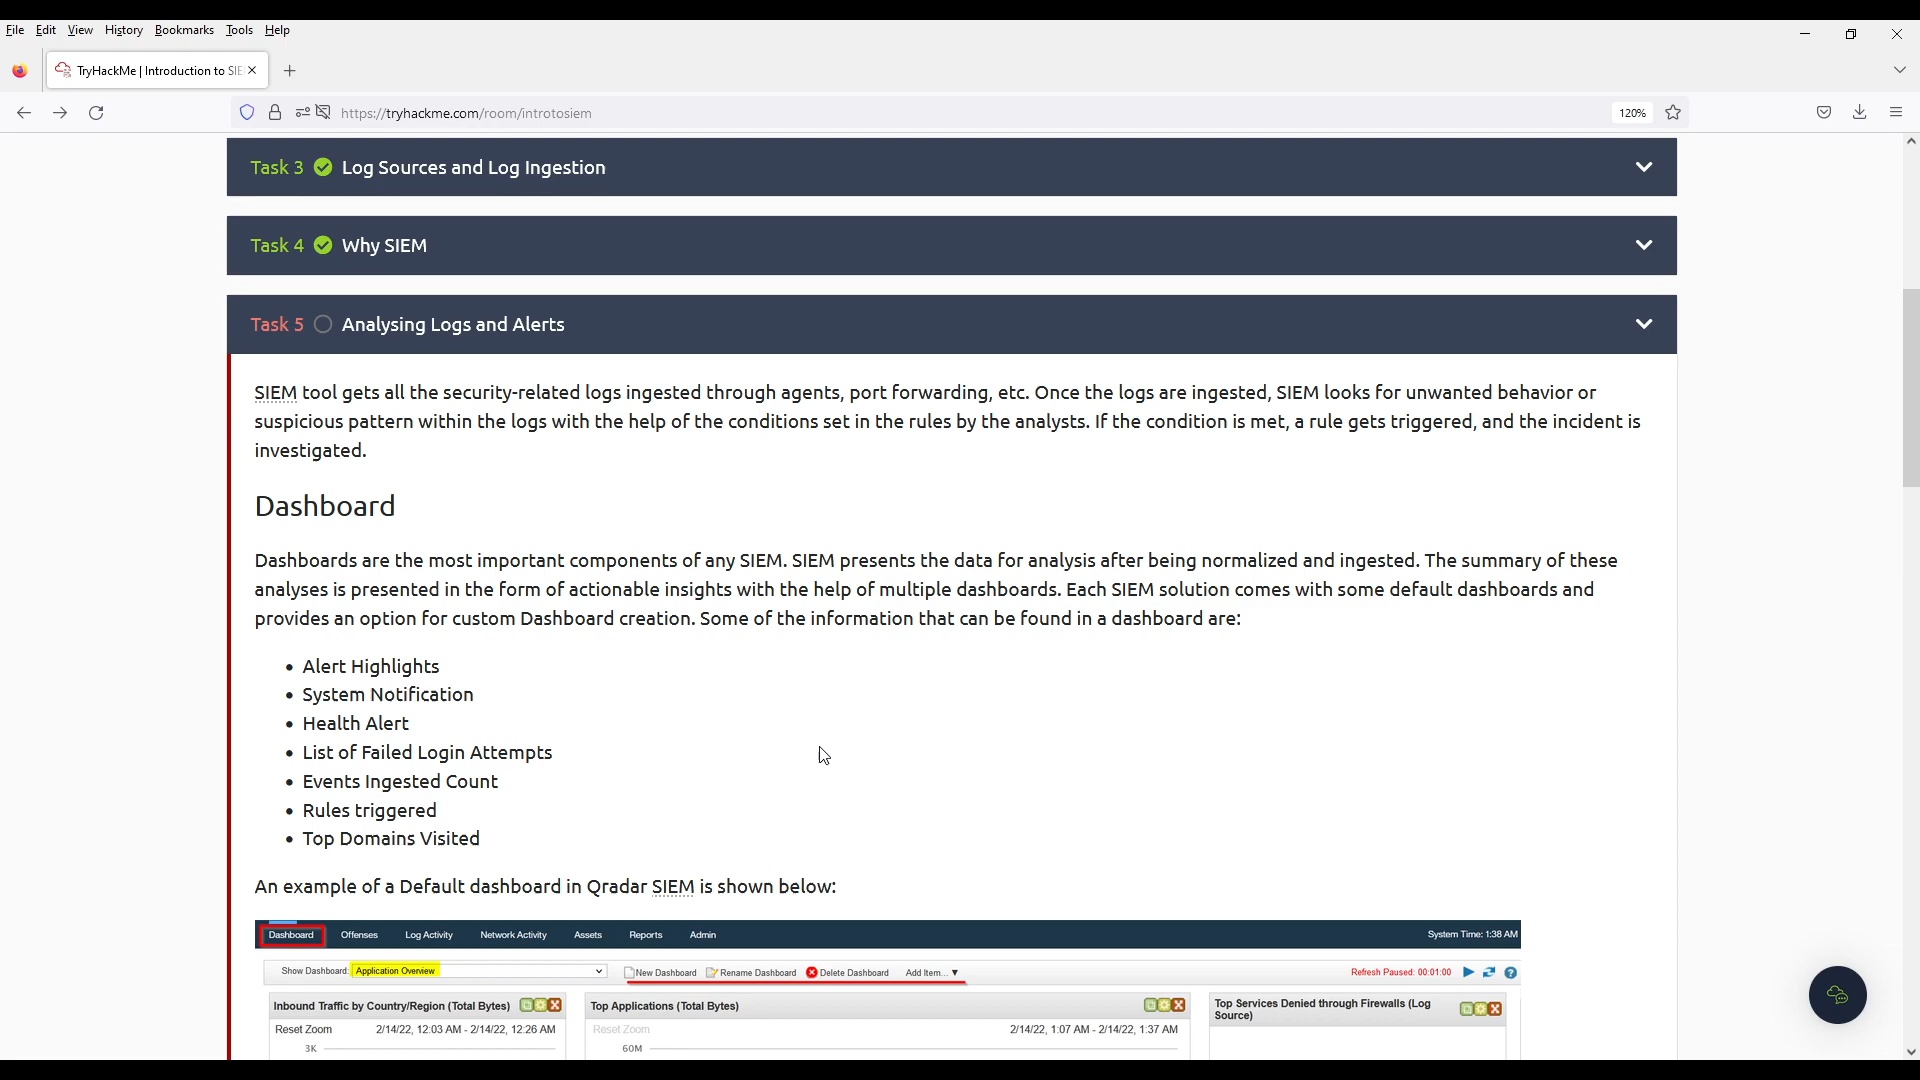 File Edit View History Bookmarks Tools Help
TryHackMe | Introduction to SIE
https://tryhackme.com/room/introtosiem
120%
Task 3 Log Sources and Log Ingestion
Task 4 Why SIEM
Task 5 Analysing Logs and Alerts
SIEM tool gets all the security-related logs ingested through agents, port forwarding, etc. Once the logs are ingested, SIEM looks for unwanted behavior or
suspicious pattern within the logs with the help of the conditions set in the rules by the analysts. If the condition is met, a rule gets triggered, and the incident is
investigated.
Dashboard
Dashboards are the most important components of any SIEM. SIEM presents the data for analysis after being normalized and ingested. The summary of these
analyses is presented in the form of actionable insights with the help of multiple dashboards. Each SIEM solution comes with some default dashboards and
provides an option for custom Dashboard creation. Some of the information that can be found in a dashboard are:
• Alert Highlights
• System Notification
• Health Alert
• List of Failed Login Attempts
• Events Ingested Count
• Rules triggered
• Top Domains Visited
An example of a Default dashboard in Qradar SIEM is shown below:
Dashboard Offenses Log Activity Network Activity Assets Reports Admin System Time: 1:38 AM
Show Dashboard: Application Overview New Dashboard Rename Dashboard Delete Dashboard Add Item... ▼ Refresh Paused: 00:01:00
Inbound Traffic by Country/Region (Total Bytes)
Reset Zoom 2/14/22, 12:03 AM - 2/14/22, 12:26 AM
3K
Top Applications (Total Bytes)
Reset Zoom 2/14/22, 1:07 AM - 2/14/22, 1:37 AM
60M
Top Services Denied through Firewalls (Log
Source)